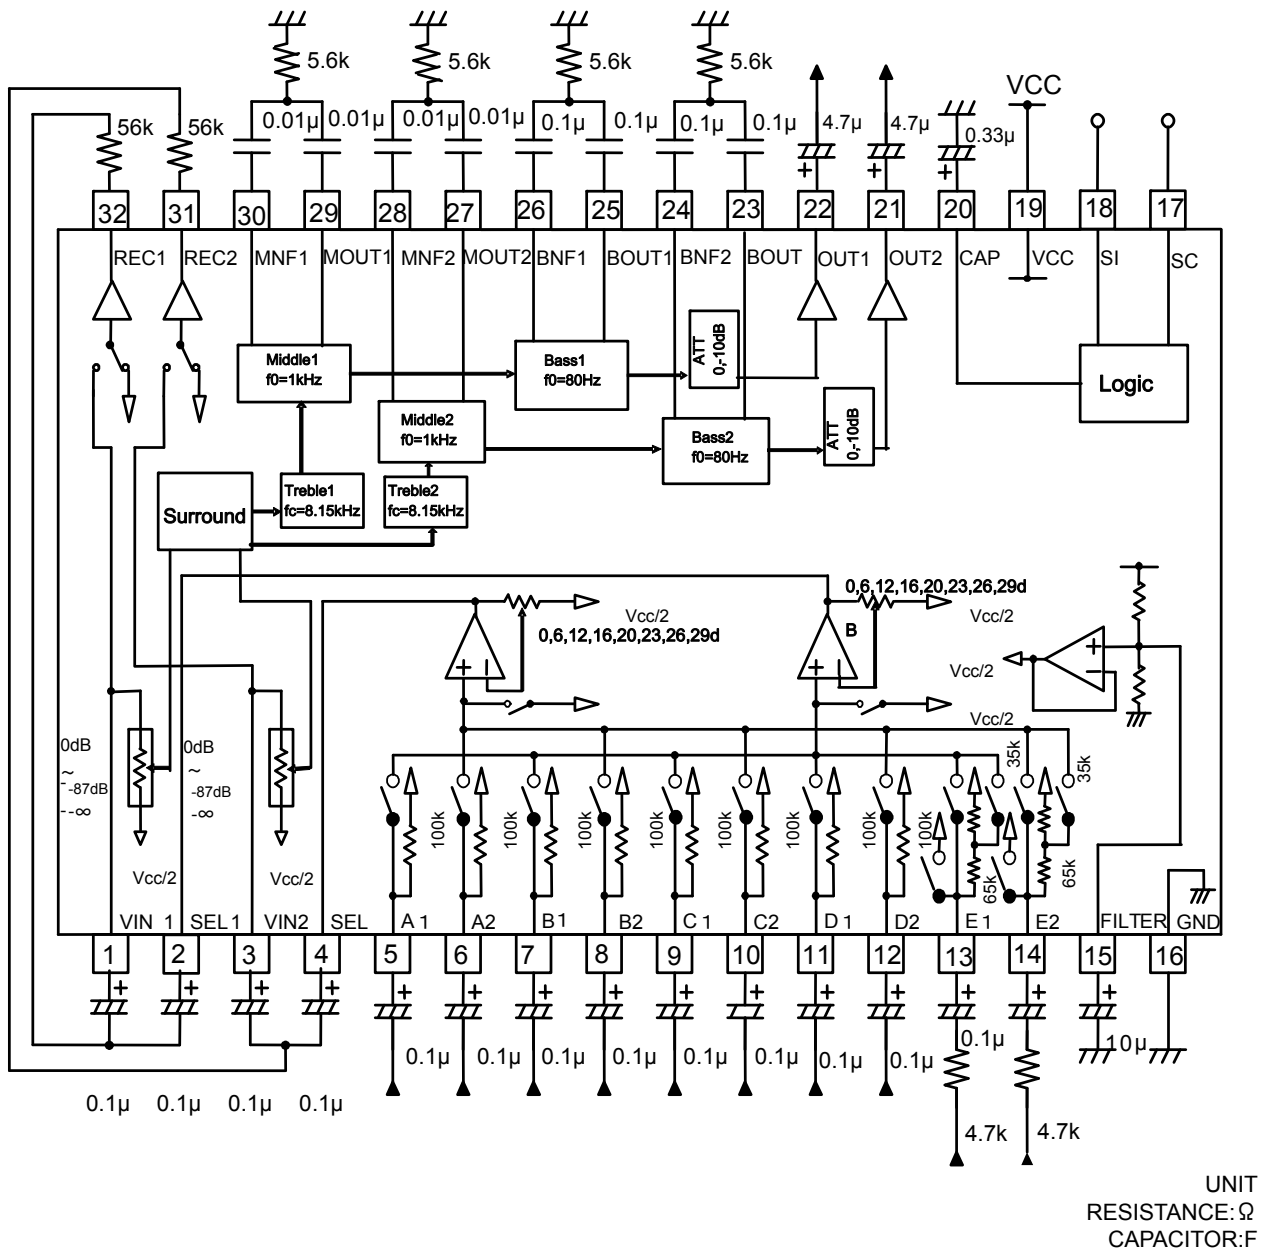 5.6k 5.6k 5.6k 5.6k
VCC
56k 56k 0.01µ 0.01µ 0.01µ 0.01µ 0.1µ 0.1µ 0.1µ 0.1µ 4.7µ 4.7µ 0.33µ
+ + +
32 31 30 29 28 27 26 25 24 23 22 21 20 19 18 17
REC1 REC2 MNF1 MOUT1 MNF2 MOUT2 BNF1 BOUT1 BNF2 BOUT OUT1 OUT2 CAP VCC SI SC
Middle1
f0=1kHz
Bass1
f0=80Hz
ATT
0,-10dB
Logic
Middle2
f0=1kHz
Bass2
f0=80Hz
ATT
0,-10dB
Surround
Treble1
fc=8.15kHz
Treble2
fc=8.15kHz
0,6,12,16,20,23,26,29d
Vcc/2
0,6,12,16,20,23,26,29d
Vcc/2
B
+ − + −
+
−
Vcc/2
Vcc/2
0dB
~
-87dB
--∞
0dB
~
-87dB
-∞
Vcc/2 Vcc/2
100k 100k 100k 100k 100k 100k 100k 100k
35k 35k
65k 65k
VIN 1 SEL1 VIN2 SEL A1 A2 B1 B2 C1 C2 D1 D2 E1 E2 FILTER GND
1 2 3 4 5 6 7 8 9 10 11 12 13 14 15 16
+ + + + + + + + + + + + + + +
0.1µ 0.1µ 0.1µ 0.1µ 0.1µ 0.1µ 0.1µ 0.1µ 0.1µ 10µ
0.1µ 0.1µ 0.1µ 0.1µ
4.7k 4.7k
UNIT
RESISTANCE:Ω
CAPACITOR:F